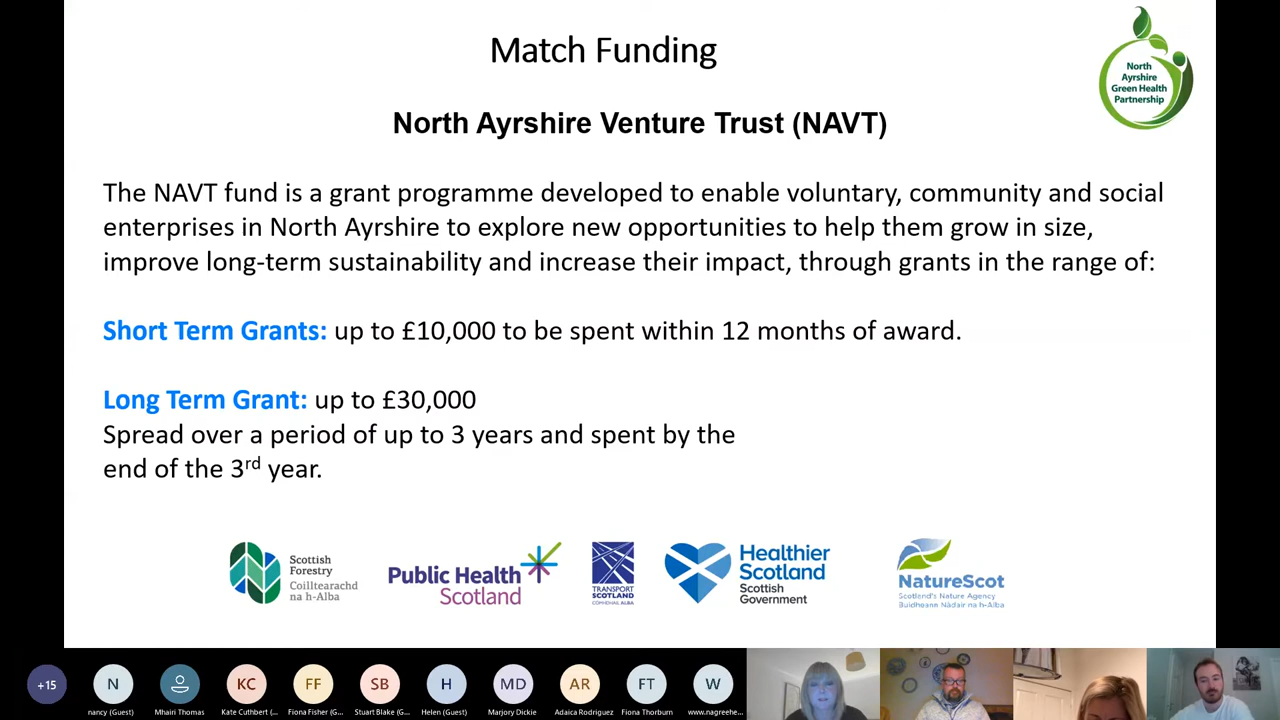 Match Funding
North
Ayrshire
Green Health
Partnership
North Ayrshire Venture Trust (NAVT)
The NAVT fund is a grant programme developed to enable voluntary, community and social
enterprises in North Ayrshire to explore new opportunities to help them grow in size,
improve long-term sustainability and increase their impact, through grants in the range of:
Short Term Grants: up to £10,000 to be spent within 12 months of award.
Long Term Grant: up to £30,000
Spread over a period of up to 3 years and spent by the
end of the 3rd year.
Scottish
Forestry
Coilltearachd
na h-Alba
Public Health
Scotland
TRANSPORT
SCOTLAND
CÒMHDHAIL ALBA
Healthier
Scotland
Scottish
Government
NatureScot
Scotland's Nature Agency
Buidheann Nàdair na h-Alba
+15
N
KC
FF
SB
H
MD
AR
FT
W
nancy (Guest)
Mhairi Thomas
Kate Cuthbert (...
Fiona Fisher (G...
Stuart Blake (G...
Helen (Guest)
Marjory Dickie
Adaica Rodriguez
Fiona Thorburn
www.nagreehe...